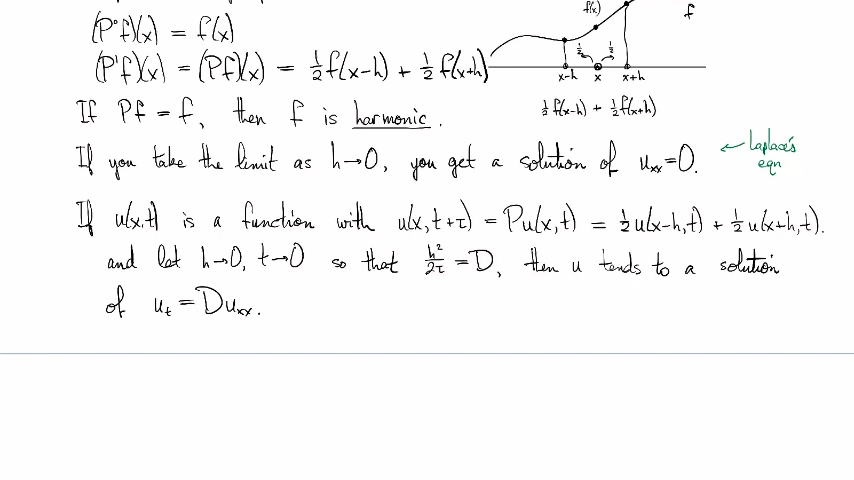 (P⁰f)(x) = f(x)
(P¹f)(x) = (Pf)(x) = ½f(x-h) + ½f(x+h)
f(x)
f
½ ½
x-h x x+h
½f(x-h) + ½f(x+h)
If Pf = f, then f is harmonic.
If you take the limit as h→0, you get a solution of uₓₓ=0.
← Laplace's
eqn
If u(x,t) is a function with u(x,t+τ) = Pu(x,t) = ½u(x-h,t) + ½u(x+h,t).
and let h→0, τ→0 so that h²/2τ = D, then u tends to a solution
of uₜ = Duₓₓ.